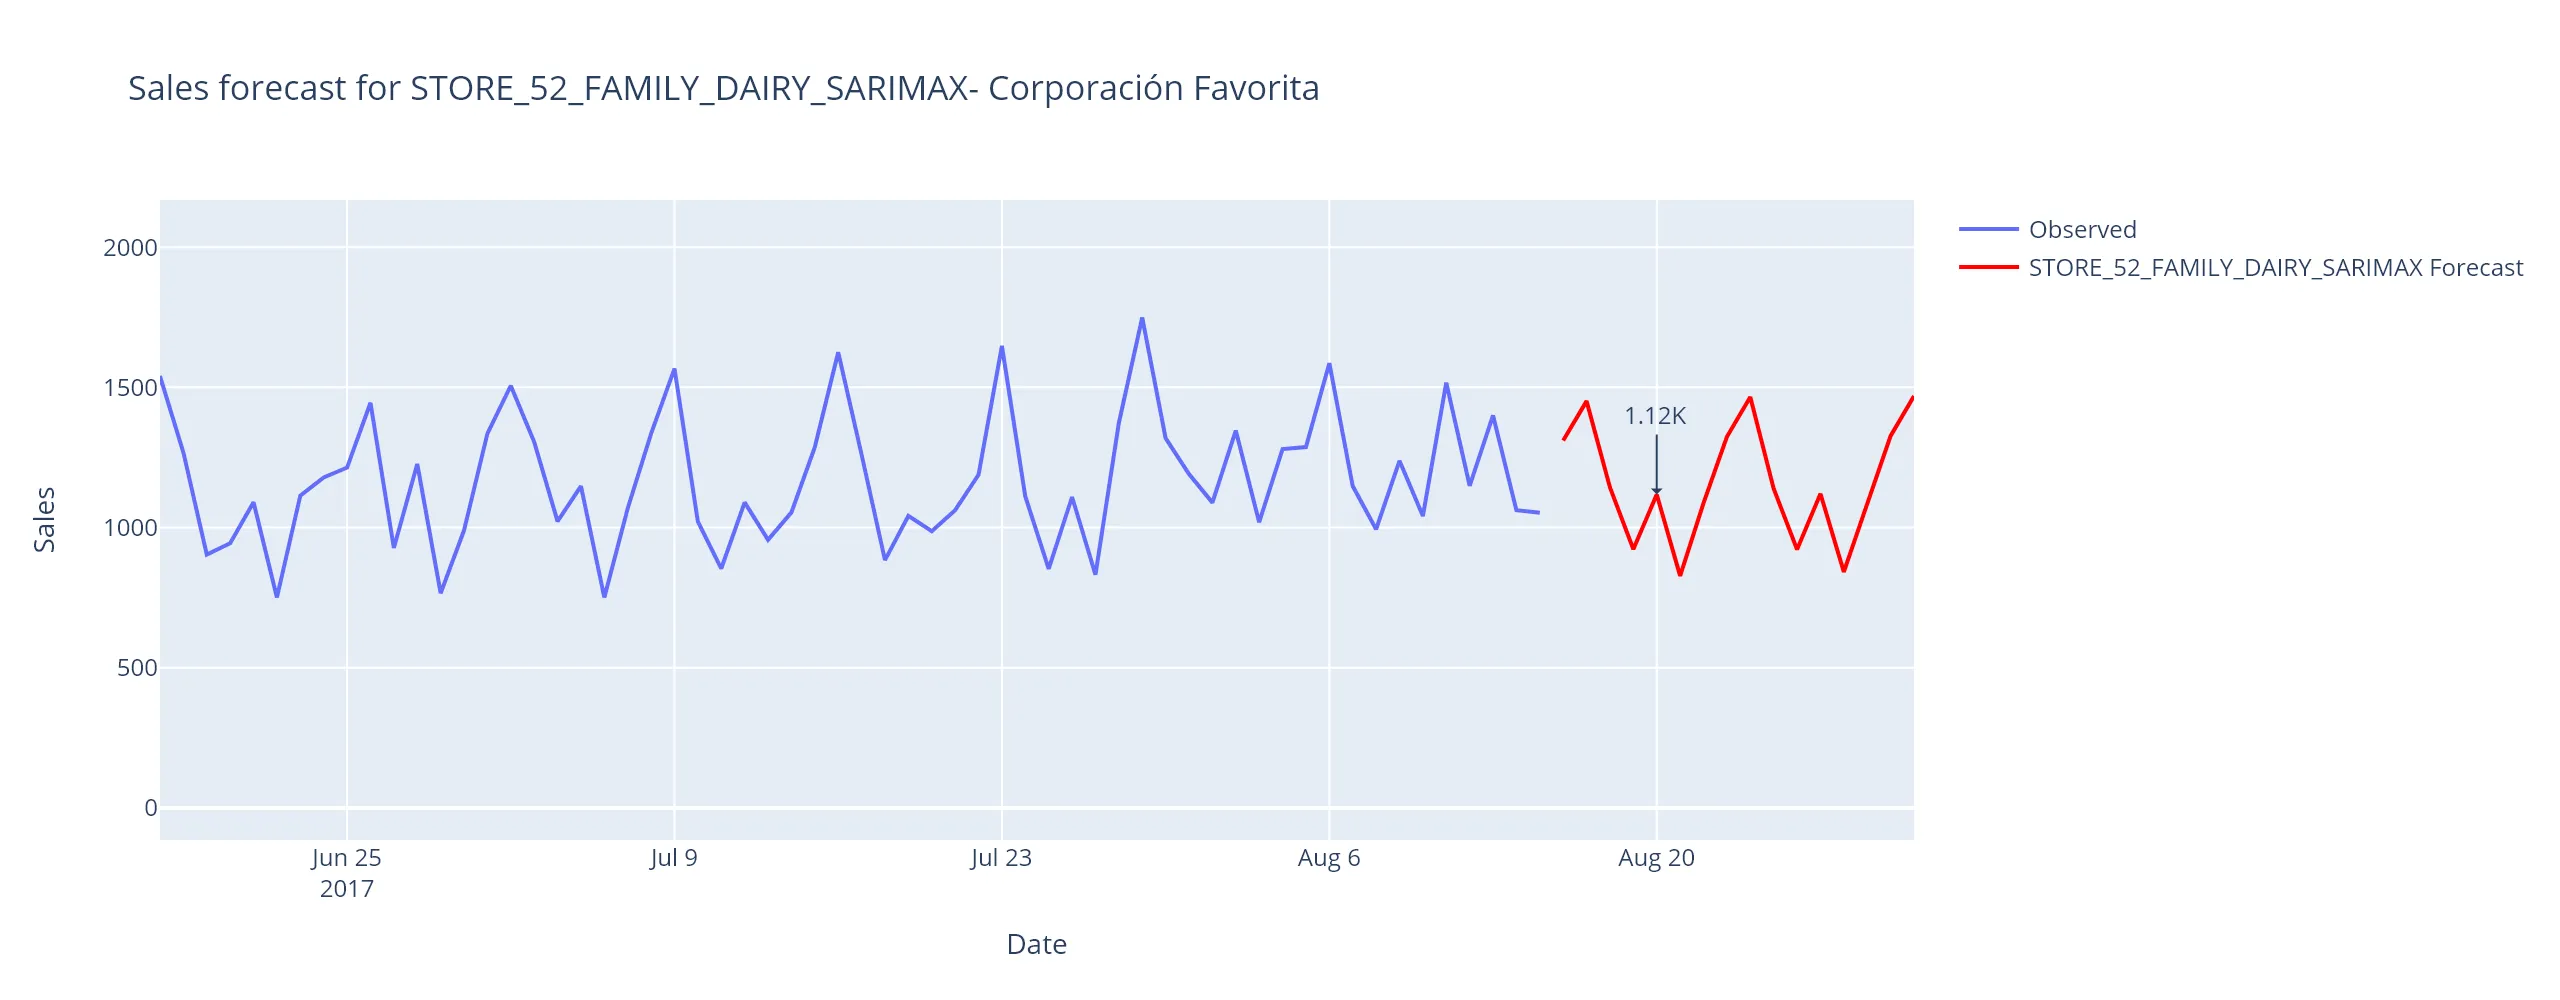 Sales forecast for STORE_52_FAMILY_DAIRY_SARIMAX- Corporación Favorita
Observed
STORE_52_FAMILY_DAIRY_SARIMAX Forecast
2000
1500
1000
500
0
Sales
1.12K
Jun 25
2017
Jul 9
Jul 23
Aug 6
Aug 20
Date